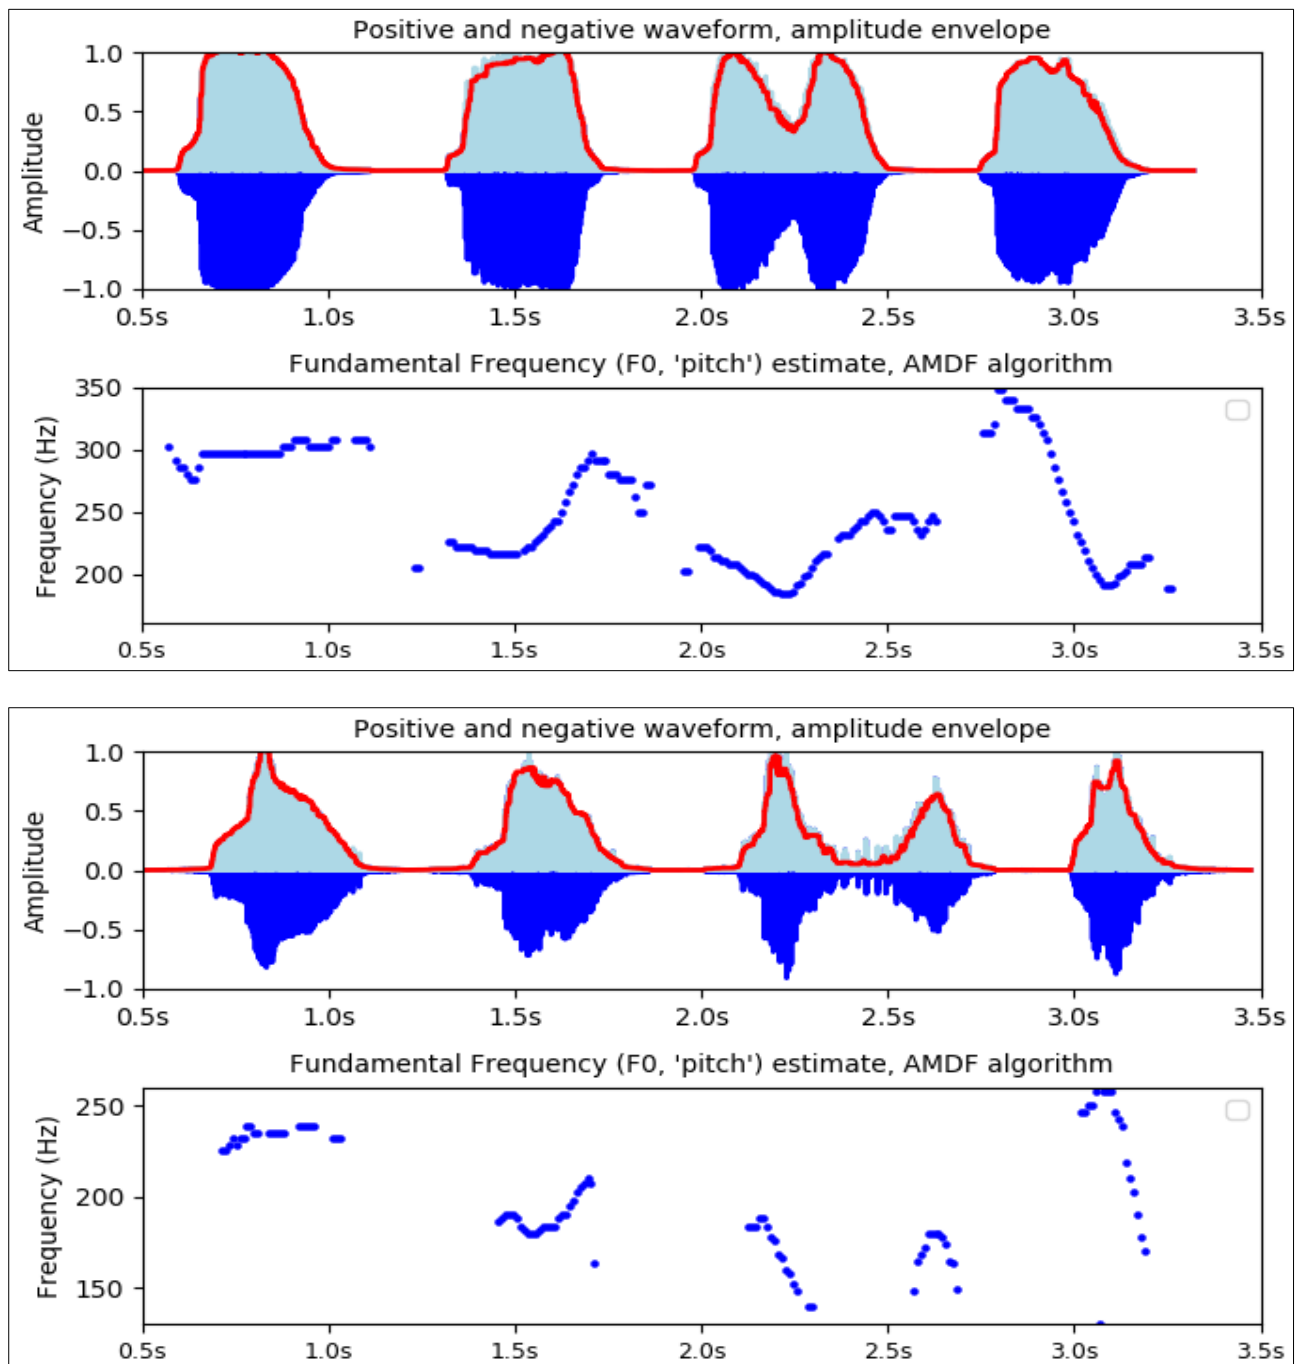 Positive and negative waveform, amplitude envelope
1.0
0.5
0.0
−0.5
−1.0
Amplitude
0.5s 1.0s 1.5s 2.0s 2.5s 3.0s 3.5s
Fundamental Frequency (F0, 'pitch') estimate, AMDF algorithm
350
300
250
200
Frequency (Hz)
0.5s 1.0s 1.5s 2.0s 2.5s 3.0s 3.5s
Positive and negative waveform, amplitude envelope
1.0
0.5
0.0
−0.5
−1.0
Amplitude
0.5s 1.0s 1.5s 2.0s 2.5s 3.0s 3.5s
Fundamental Frequency (F0, 'pitch') estimate, AMDF algorithm
250
200
150
Frequency (Hz)
0.5s 1.0s 1.5s 2.0s 2.5s 3.0s 3.5s